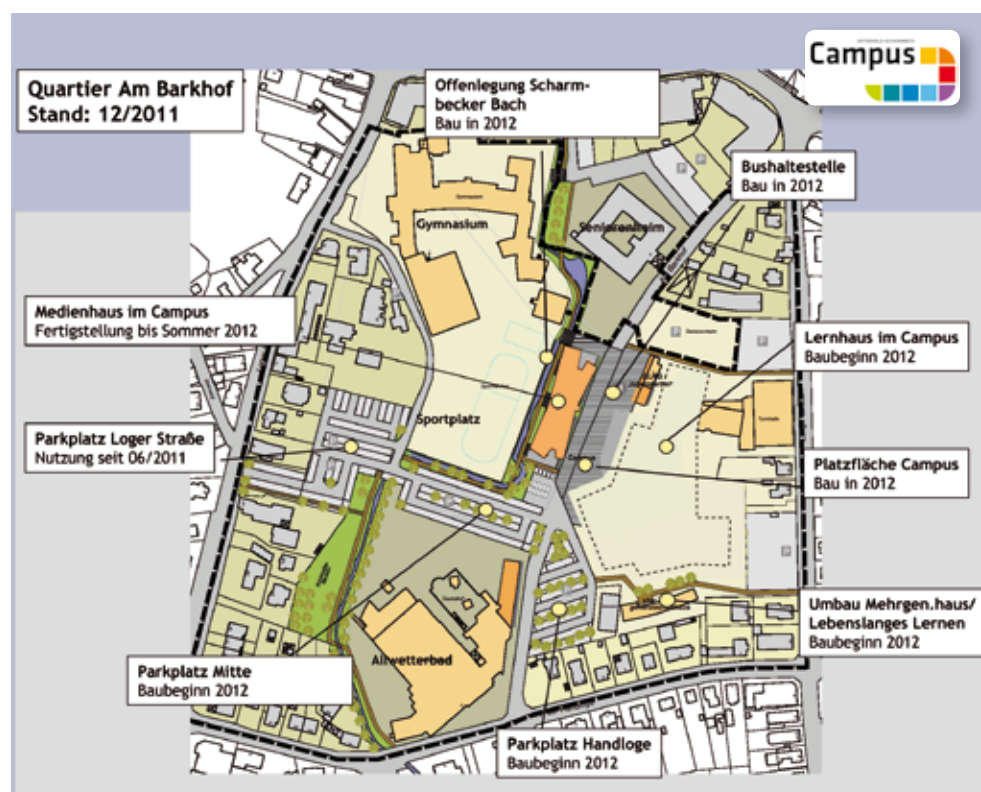 Campus
Quartier Am Barkhof
Stand: 12/2011
Offenlegung Scharm-
becker Bach
Bau in 2012
Bushaltestelle
Bau in 2012
Gymnasium
Seniorenheim
Medienhaus im Campus
Fertigstellung bis Sommer 2012
Lernhaus im Campus
Baubeginn 2012
Sportplatz
Parkplatz Loger Straße
Nutzung seit 06/2011
Platzfläche Campus
Bau in 2012
Umbau Mehrgen.haus/
Lebenslanges Lernen
Baubeginn 2012
Allwetterbad
Parkplatz Mitte
Baubeginn 2012
Parkplatz Handloge
Baubeginn 2012